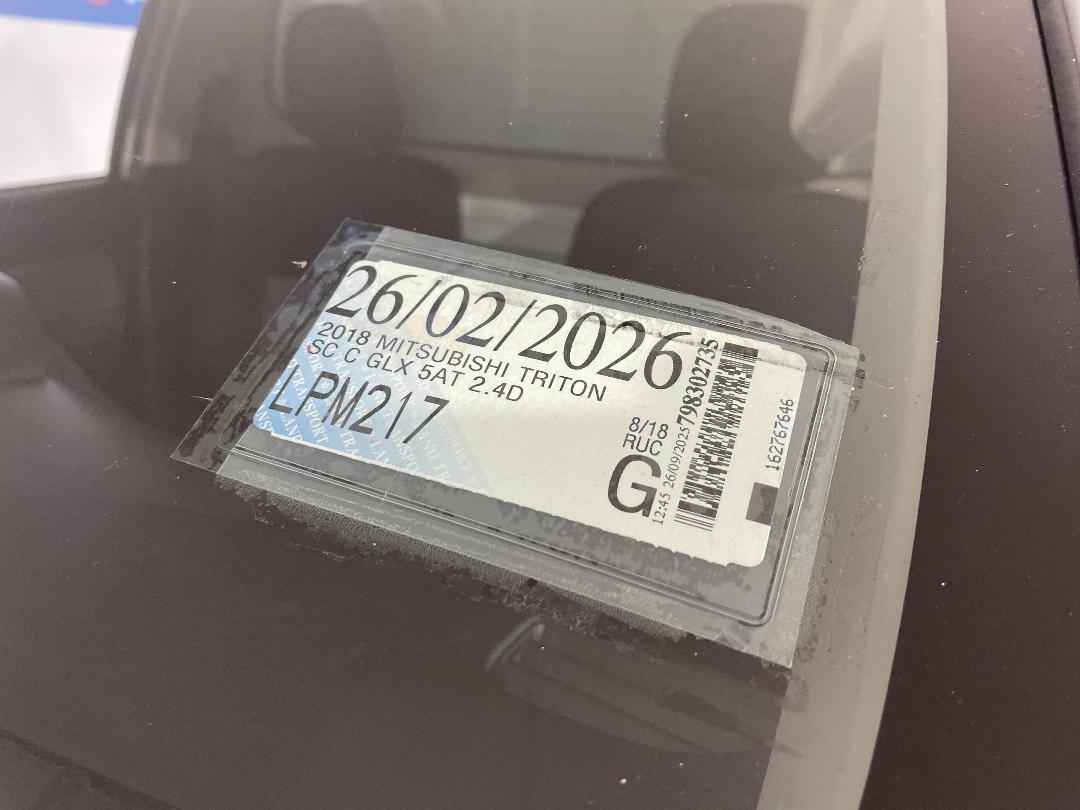 26/02/2026
2018 MITSUBISHI TRITON
SC C GLX 5AT 2.4D
LPM217
8/18
RUC
G
12:45 26/09/2025
798302735
162767646